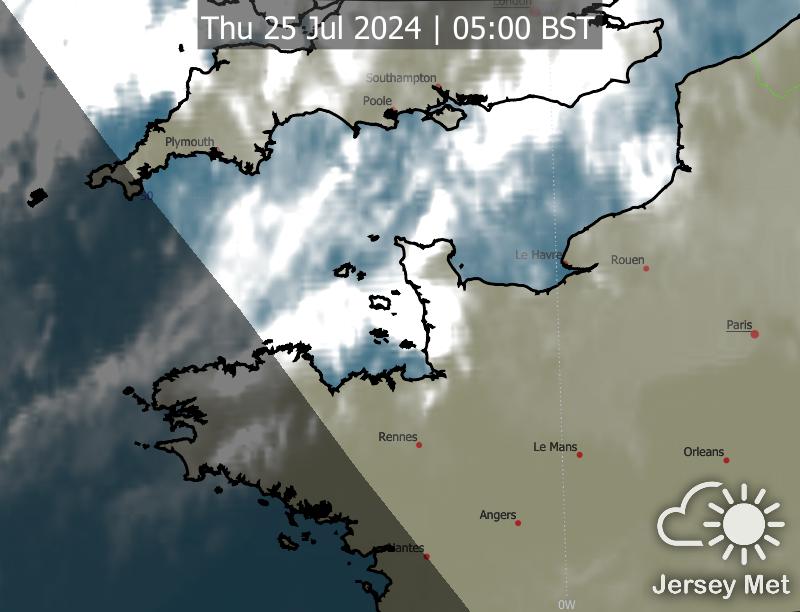 London
Thu 25 Jul 2024 | 05:00 BST
Southampton
Poole
Plymouth
Le Havre
Rouen
Paris
Rennes
Le Mans
Orleans
Angers
Nantes
Jersey Met
0W